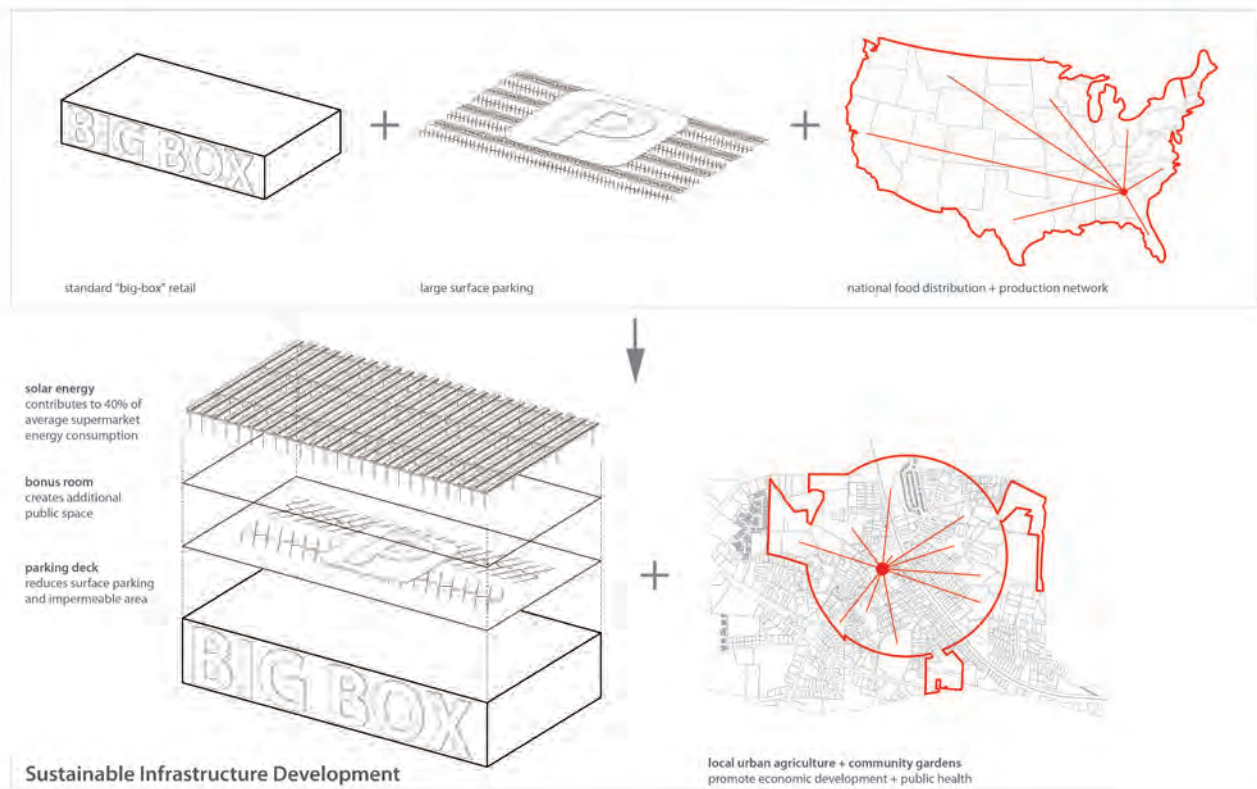 BIG BOX
P
standard "big-box" retail
large surface parking
national food distribution + production network
solar energy
contributes to 40% of
average supermarket
energy consumption
bonus room
creates additional
public space
parking deck
reduces surface parking
and impermeable area
P
BIG BOX
Sustainable Infrastructure Development
local urban agriculture + community gardens
promote economic development + public health